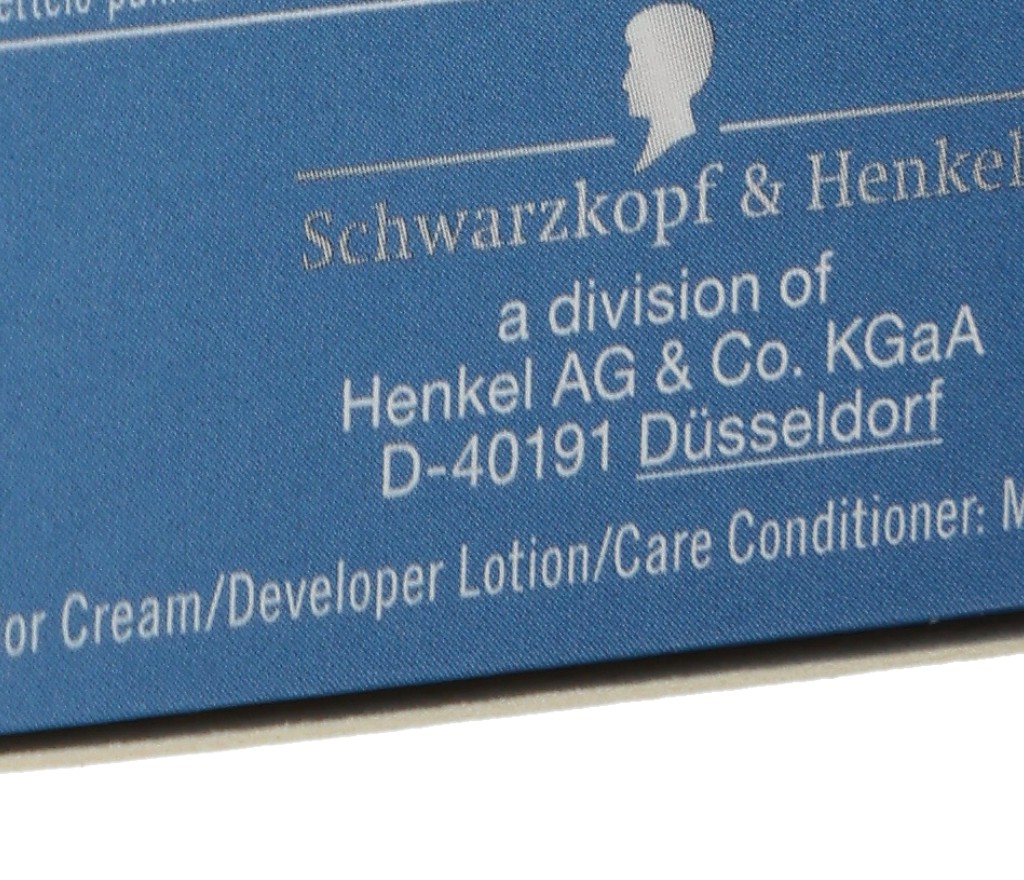 Schwarzkopf & Henkel
a division of
Henkel AG & Co. KGaA
D-40191 Düsseldorf
or Cream/Developer Lotion/Care Conditioner: M